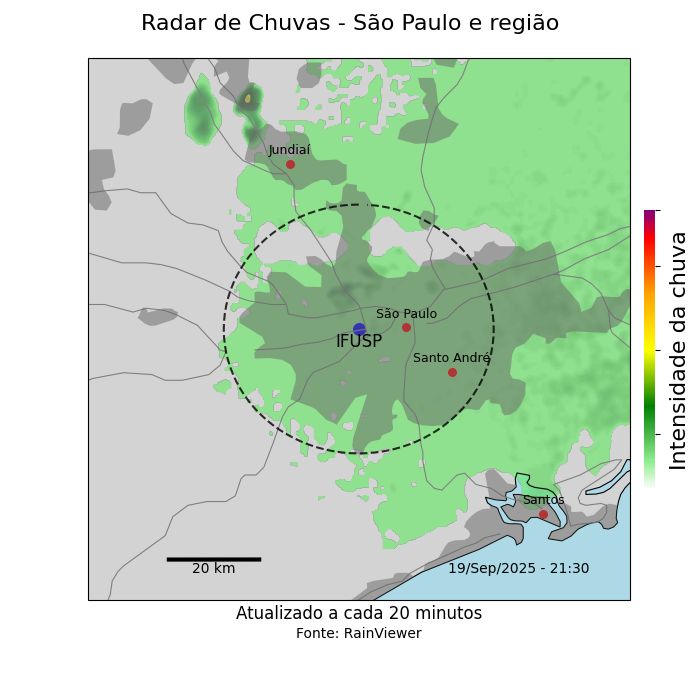 Radar de Chuvas - São Paulo e região
Jundiaí
São Paulo
IFUSP
Santo André
Intensidade da chuva
Santos
20 km
19/Sep/2025 - 21:30
Atualizado a cada 20 minutos
Fonte: RainViewer